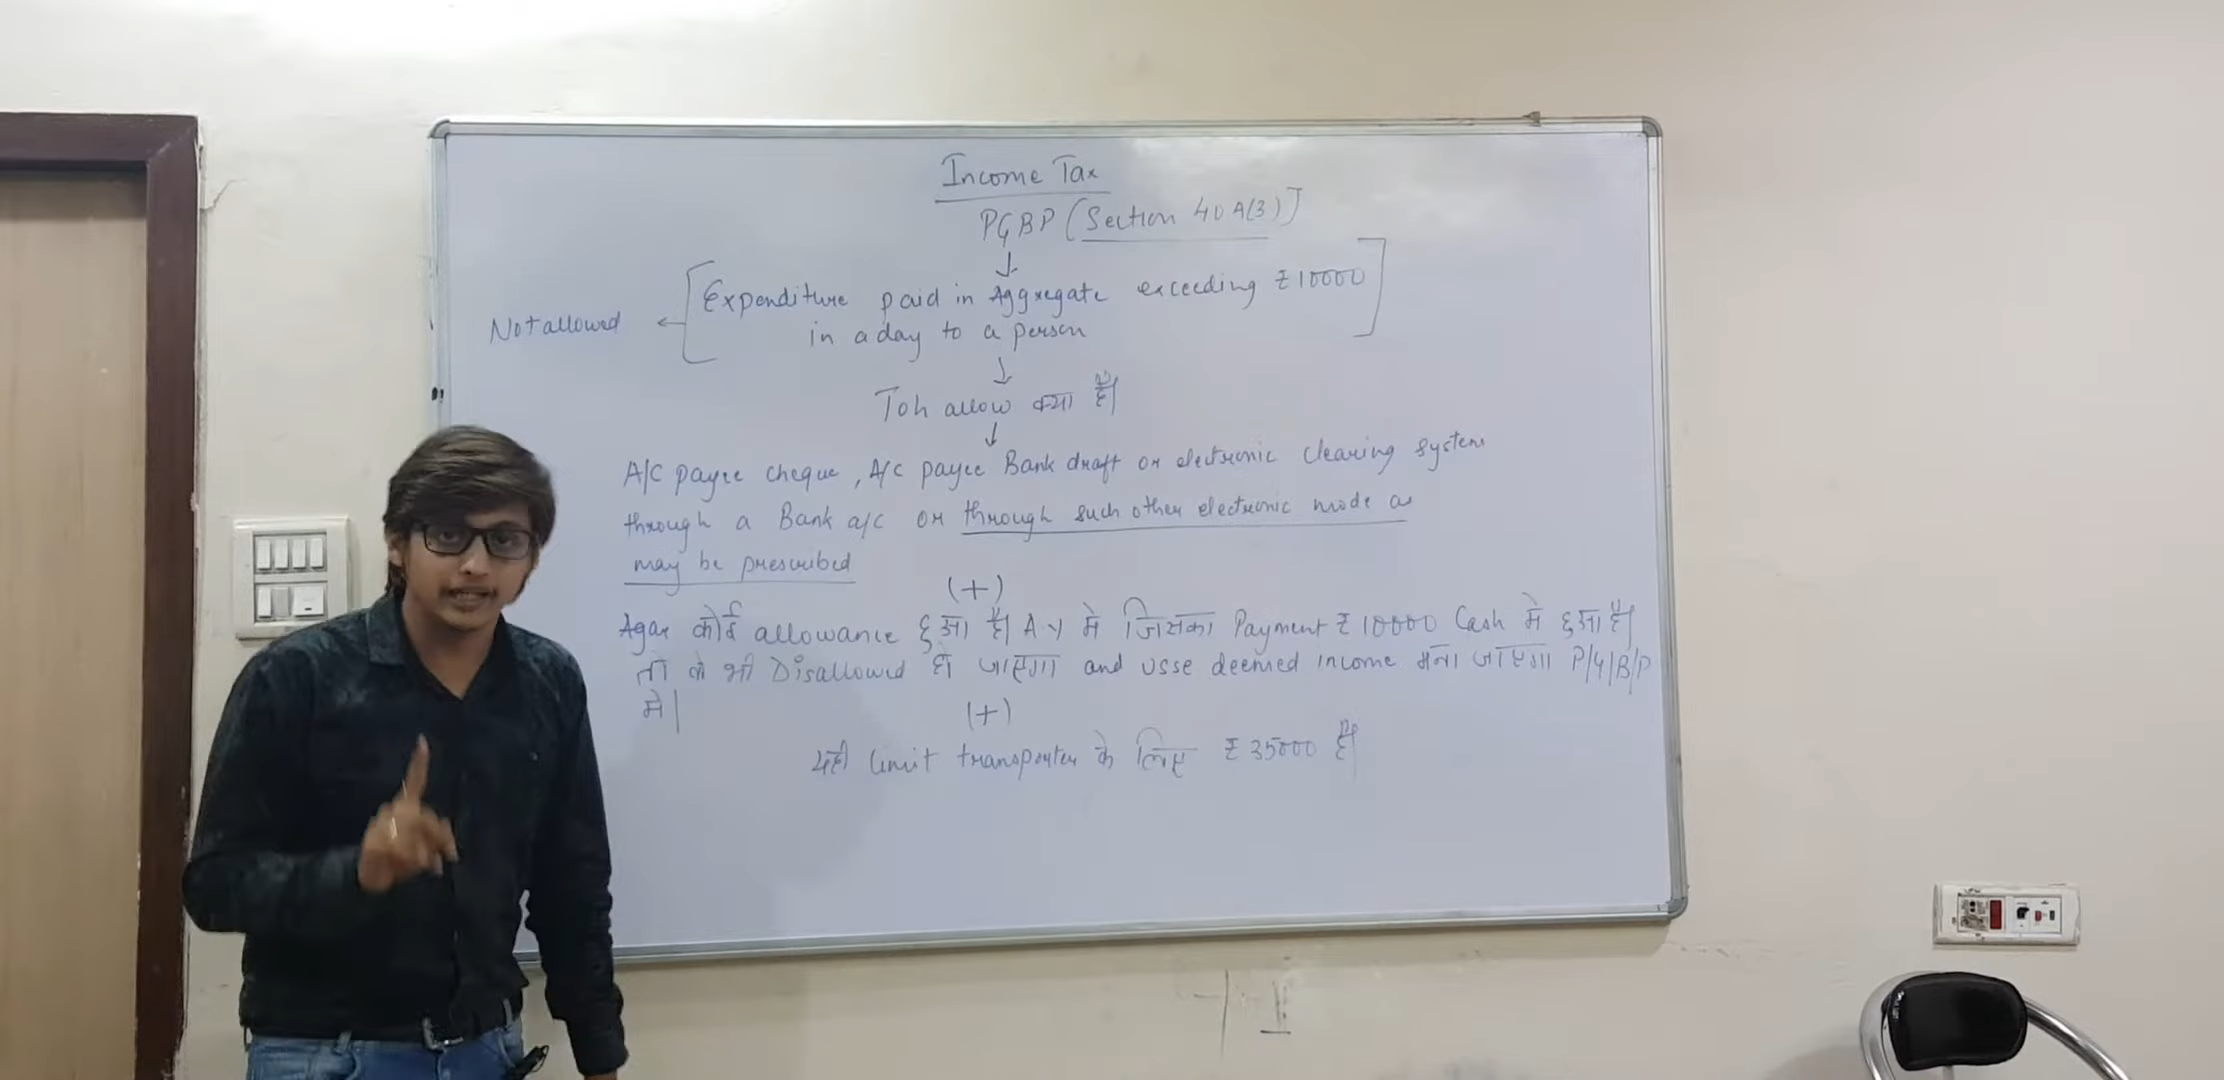 Income Tax
PGBP (Section 40A(3)]
↓
[Expenditure paid in Aggregate exceeding ₹10000
Not allowed ← in a day to a person]
↓
Toh allow क्या है|
↓
A/C payee cheque, A/c payee Bank draft or electronic clearing system
through a Bank a/c or through such other electronic mode as
may be prescribed
(+)
Agar कोई allowance हुआ है| A.y मे जिसका Payment ₹10000 Cash मे हुआ है|
तो वो भी Disallowed हो जाएगा and usse deemed income माना जाएगा P/G/B/P
मे|
(+)
यही limit transporter के लिए ₹35000 है|